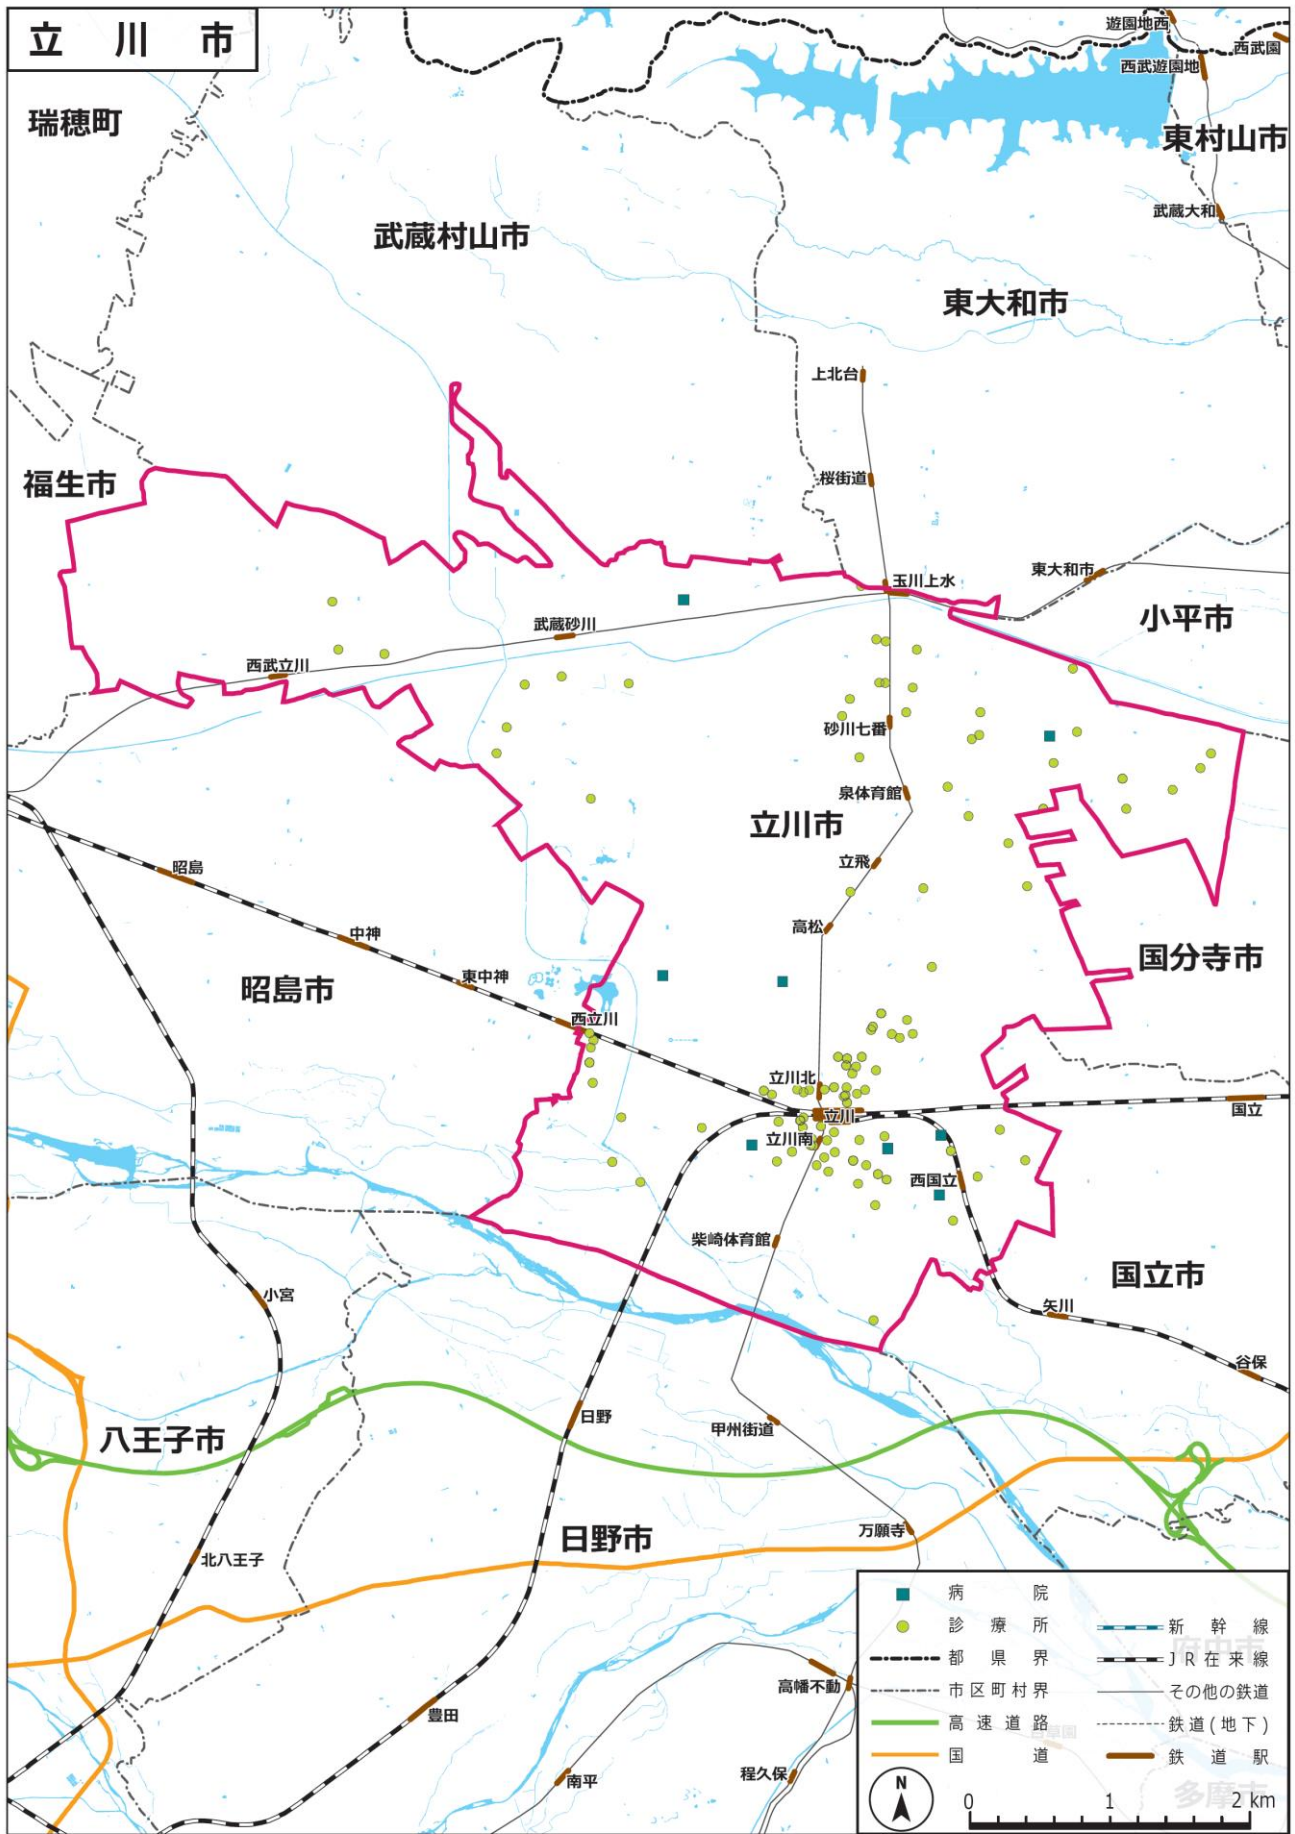 立川市
遊園地西
西武園
西武遊園地
瑞穂町
東村山市
武蔵大和
武蔵村山市
東大和市
上北台
福生市
桜街道
東大和市
玉川上水
小平市
武蔵砂川
西武立川
砂川七番
泉体育館
立川市
立飛
昭島
高松
中神
国分寺市
東中神
昭島市
西立川
立川北
国立
立川
立川南
西国立
柴崎体育館
国立市
小宮
矢川
谷保
日野
甲州街道
八王子市
万願寺
日野市
北八王子
病院
診療所
新幹線
府中市
都県界
JR在来線
高幡不動
市区町村界
その他の鉄道
豊田
高速道路
鉄道(地下)
百草園
国道
鉄道駅
程久保
南平
多摩市
N
0 1 2 km